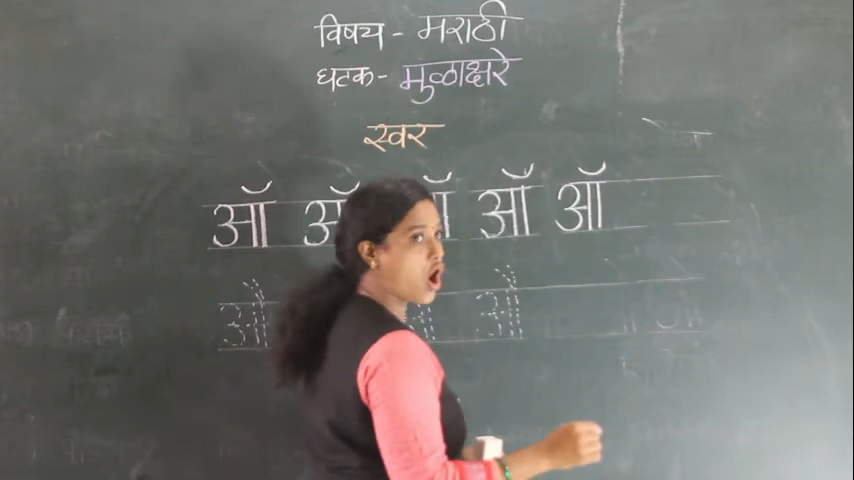 विषय - मराठी
घटक- मुळाक्षरे
स्वर
ऑ ऑ ऑ ऑ ऑ
ऑ ऑ